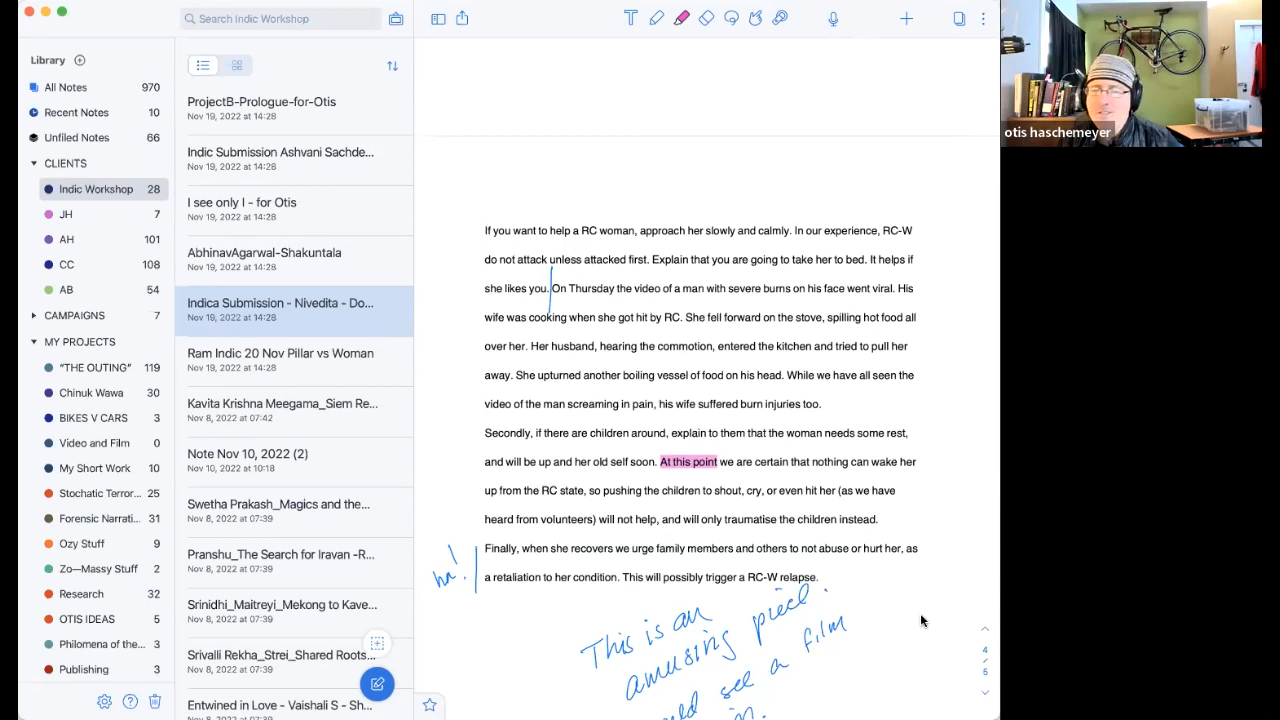 Search Indic Workshop
Library
All Notes 970
Recent Notes 10
Unfiled Notes 66
CLIENTS
Indic Workshop 28
JH 7
AH 101
CC 108
AB 54
CAMPAIGNS 7
MY PROJECTS
“THE OUTING” 119
Chinuk Wawa 30
BIKES V CARS 3
Video and Film 0
My Short Work 3
Stochatic Terror... 25
Forensic Narrati... 31
Ozy Stuff 9
Zo—Massy Stuff 2
Research 32
OTIS IDEAS 5
Philomena of the... 3
Publishing 3
ProjectB-Prologue-for-Otis
Nov 19, 2022 at 14:28
Indic Submission Ashvani Sachde...
Nov 19, 2022 at 14:28
I see only I - for Otis
Nov 19, 2022 at 14:28
AbhinavAgarwal-Shakuntala
Nov 19, 2022 at 14:28
Indica Submission - Nivedita - Do...
Nov 19, 2022 at 14:28
Ram Indic 20 Nov Pillar vs Woman
Nov 19, 2022 at 14:28
Kavita Krishna Meegama_Siem Re...
Nov 8, 2022 at 07:42
Note Nov 10, 2022 (2)
Nov 10, 2022 at 10:18
Swetha Prakash_Magics and the...
Nov 8, 2022 at 07:39
Pranshu_The Search for Iravan -R...
Nov 8, 2022 at 07:39
Srinidhi_Maitreyi_Mekong to Kave...
Nov 8, 2022 at 07:39
Srivalli Rekha_Strei_Shared Roots...
Nov 8, 2022 at 07:39
Entwined in Love - Vaishali S - Sh...
If you want to help a RC woman, approach her slowly and calmly. In our experience, RC-W
do not attack unless attacked first. Explain that you are going to take her to bed. It helps if
she likes you. On Thursday the video of a man with severe burns on his face went viral. His
wife was cooking when she got hit by RC. She fell forward on the stove, spilling hot food all
over her. Her husband, hearing the commotion, entered the kitchen and tried to pull her
away. She upturned another boiling vessel of food on his head. While we have all seen the
video of the man screaming in pain, his wife suffered burn injuries too.
Secondly, if there are children around, explain to them that the woman needs some rest,
and will be up and her old self soon. At this point we are certain that nothing can wake her
up from the RC state, so pushing the children to shout, cry, or even hit her (as we have
heard from volunteers) will not help, and will only traumatise the children instead.
Finally, when she recovers we urge family members and others to not abuse or hurt her, as
a retaliation to her condition. This will possibly trigger a RC-W relapse.
ha!
This is an
amusing piece.
see a film
4
/
5
otis haschemeyer